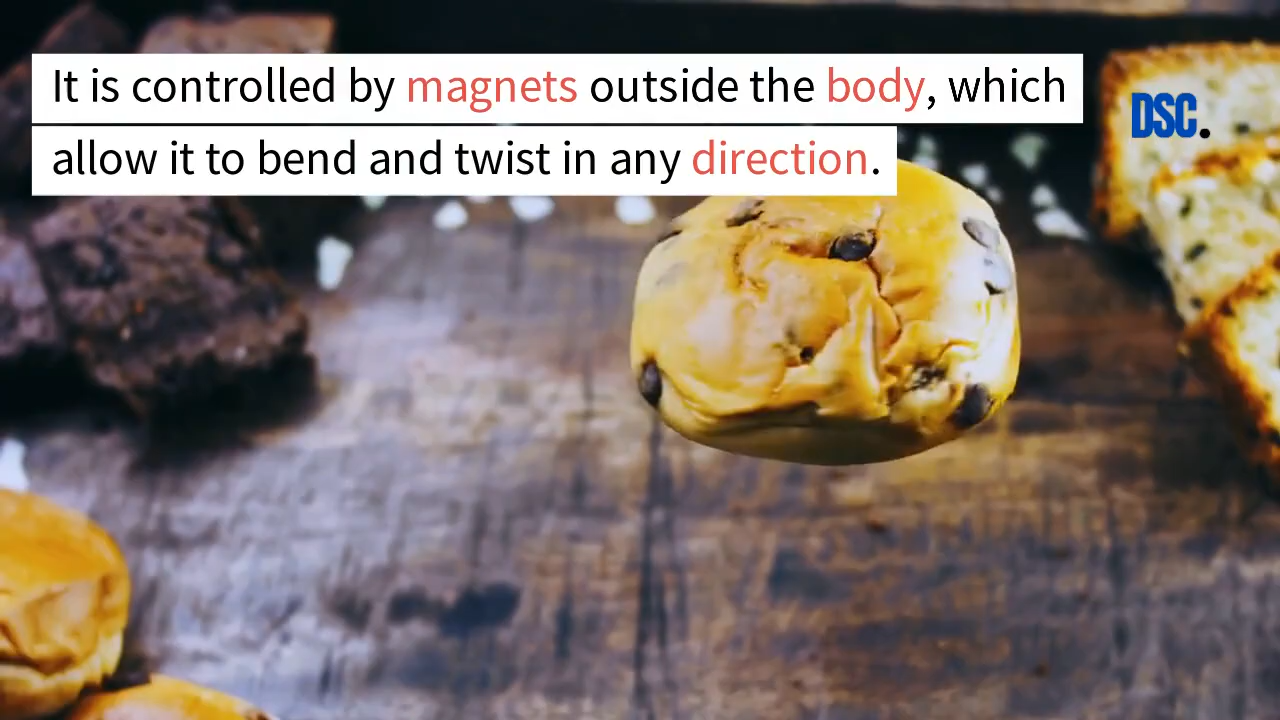 It is controlled by magnets outside the body, which
allow it to bend and twist in any direction.
DSC.